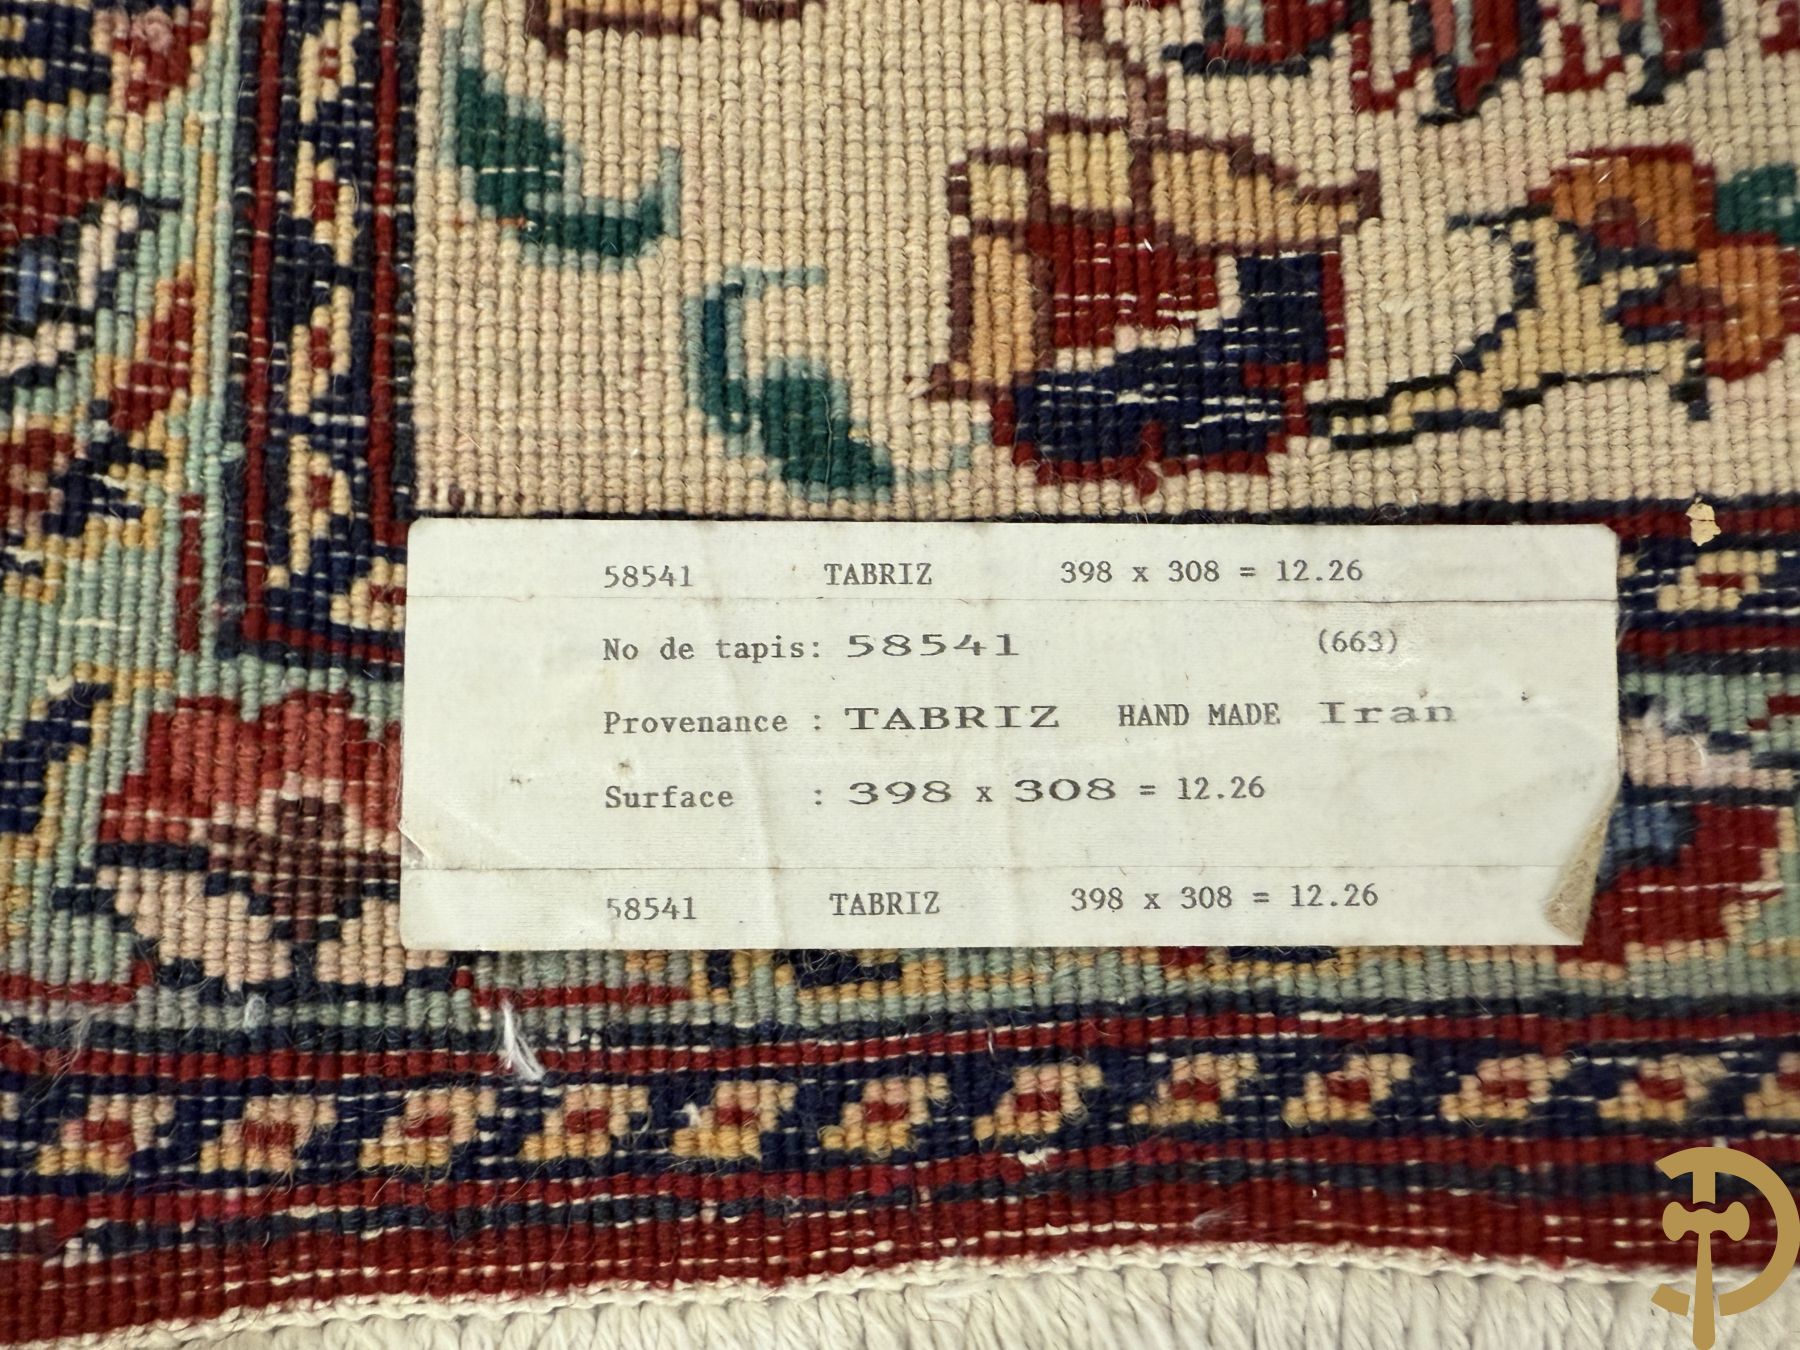 58541 TABRIZ 398 x 308 = 12.26
No de tapis: 58541 (663)
Provenance : TABRIZ HAND MADE Iran
Surface : 398 x 308 = 12.26
58541 TABRIZ 398 x 308 = 12.26